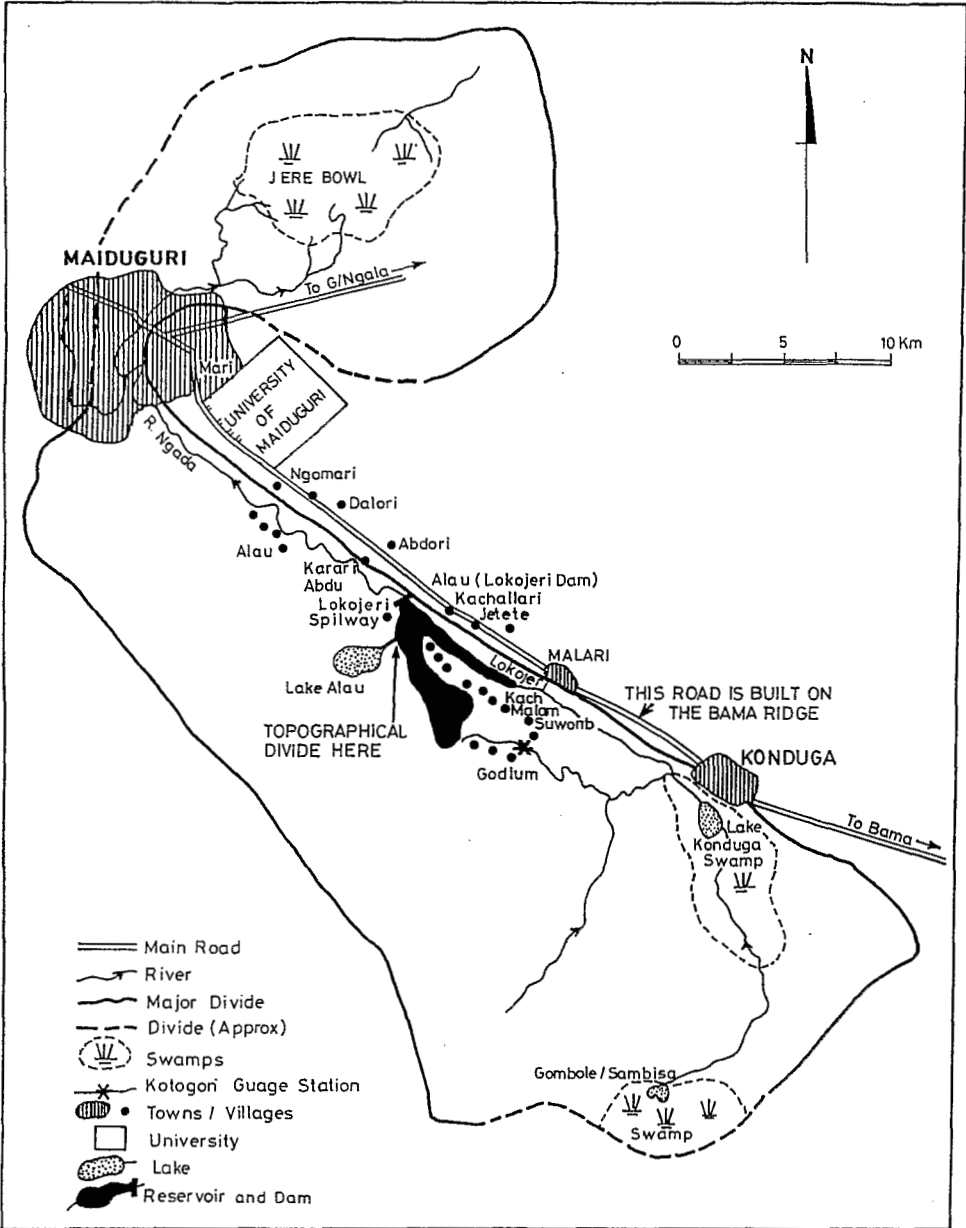 N
JERE BOWL
MAIDUGURI
To G/Ngala
0 5 10 Km
Mari
UNIVERSITY
OF
MAIDUGURI
R. Ngada
Ngomari
Dalori
Alau
Abdori
Karari
Abdu
Alau (Lokojeri Dam)
Kachallari
Jetete
Lokojeri
Spilway
Lokojeri
MALARI
Lake Alau
Kach
Malam
Suwomb
THIS ROAD IS BUILT ON
THE BAMA RIDGE
TOPOGRAPHICAL
DIVIDE HERE
Godium
KONDUGA
To Bama
Lake
Konduga
Swamp
Main Road
River
Major Divide
Divide (Approx)
Swamps
Kotogori Guage Station
Towns / Villages
University
Lake
Reservoir and Dam
Gombole/Sambisa
Swamp